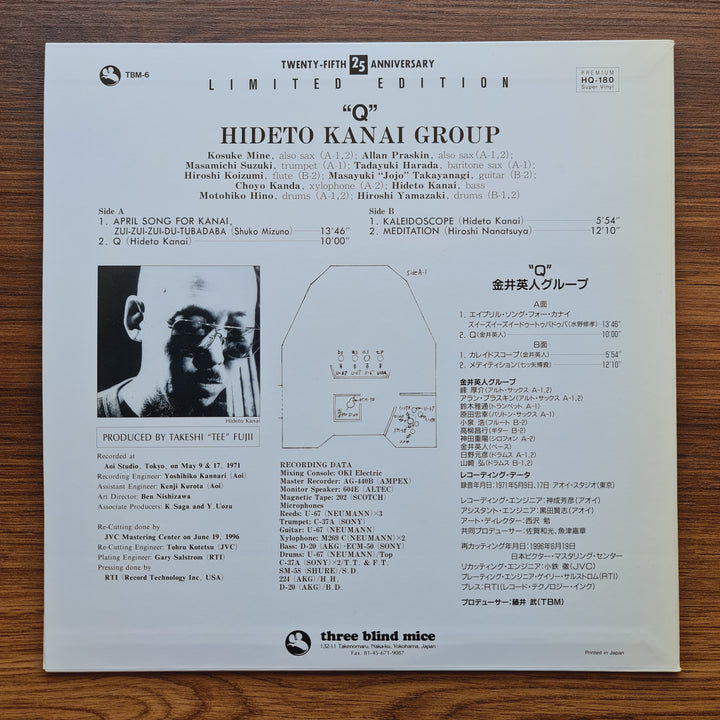 TBM-6
TWENTY-FIFTH 25 ANNIVERSARY
LIMITED EDITION
PREMIUM
HQ-180
Super Vinyl
"Q"
HIDETO KANAI GROUP
Kosuke Mine, also sax (A-1,2); Allan Praskin, also sax(A-1,2);
Masamichi Suzuki, trumpet (A-1); Tadayuki Harada, baritone sax (A-1);
Hiroshi Koizumi, flute (B-2); Masayuki "Jojo" Takayanagi, guitar (B-2);
Choyo Kanda, xylophone (A-2); Hideto Kanai, bass
Motohiko Hino, drums (A-1,2); Hiroshi Yamazaki, drums (B-1,2)
Side A
1. APRIL SONG FOR KANAI,
ZUI-ZUI-ZUI-DU-TUBADABA (Shuko Mizuno) 13'46"
2. Q (Hideto Kanai) 10'00"
Side B
1. KALEIDOSCOPE (Hideto Kanai) 5'54"
2. MEDITATION (Hiroshi Nanatsuya) 12'10"
Hideto Kanai
PRODUCED BY TAKESHI "TEE" FUJII
Recorded at
Aoi Studio, Tokyo, on May 9 & 17, 1971
Recording Engineer: Yoshihiko Kannari (Aoi)
Assistant Engineer: Kenji Kurota (Aoi)
Art Director: Ben Nishizawa
Associate Producers: K. Saga and Y. Uozu
Re-Cutting done by
JVC Mastering Center on June 19, 1996
Re-Cutting Engineer: Tohru Kotetsu (JVC)
Plating Engineer: Gary Salstrom (RTI)
Pressing done by
RTI (Record Technology Inc, USA)
Side A-1
RECORDING DATA
Mixing Console: OKI Electric
Master Recorder: AG-440B (AMPEX)
Monitor Speaker: 604E (ALTEC)
Magnetic Tape: 202 (SCOTCH)
Microphones
Reeds: U-67 (NEUMANN)×3
Trumpet: C-37A (SONY)
Guitar: U-67 (NEUMANN)
Xylophone: M269 C(NEUMANN)×2
Bass: D-20 (AKG)·ECM-50 (SONY)
Drums: U-67 (NEUMANN) Top
C-37A (SONY)×2/T.T. & F.T.
SM-58 (SHURE)/S.D.
224 (AKG)/H.H.
D-20 (AKG)/B.D.
"Q"
金井英人グループ
A面
1. エイプリル・ソング・フォー・カナイ
ズイーズイーズイードゥートゥバドゥバ(水野修孝) 13'46"
2. Q(金井英人) 10'00"
B面
1. カレイドスコープ(金井英人) 5'54"
2. メディティション(七ッ矢博資) 12'10"
金井英人グループ
峰 厚介(アルト・サックス A-1,2)
アラン・プラスキン(アルト・サックス A-1,2)
鈴木雅通(トランペット A-1)
原田忠幸(バリトン・サックス A-1)
小泉 浩(フルート B-2)
高柳昌行(ギター B-2)
神田重陽(シロフォン A-2)
金井英人(ベース)
日野元彦(ドラムス A-1,2)
山崎 弘(ドラムス B-1,2)
レコーディング・データ
録音年月日:1971年5月9日,17日 アオイ・スタジオ(東京)
レコーディング・エンジニア:神成芳彦(アオイ)
アシスタント・エンジニア:黒田賢志(アオイ)
アート・ディレクター:西沢 勉
共同プロデューサー:佐賀和光、魚津嘉章
再カッティング年月日:1996年6月19日
日本ビクター・マスタリング・センター
リカッティング・エンジニア:小鉄 徹(JVC)
プレーティング・エンジニア・ゲイリー・サルストロム(RTI)
プレス:RTI(レコード・テクノロジー・インク)
プロデューサー:藤井 武(TBM)
three blind mice
132-11 Takenomaru, Naka-ku, Yokohama, Japan
Fax: 81-45-671-9087
Printed in Japan